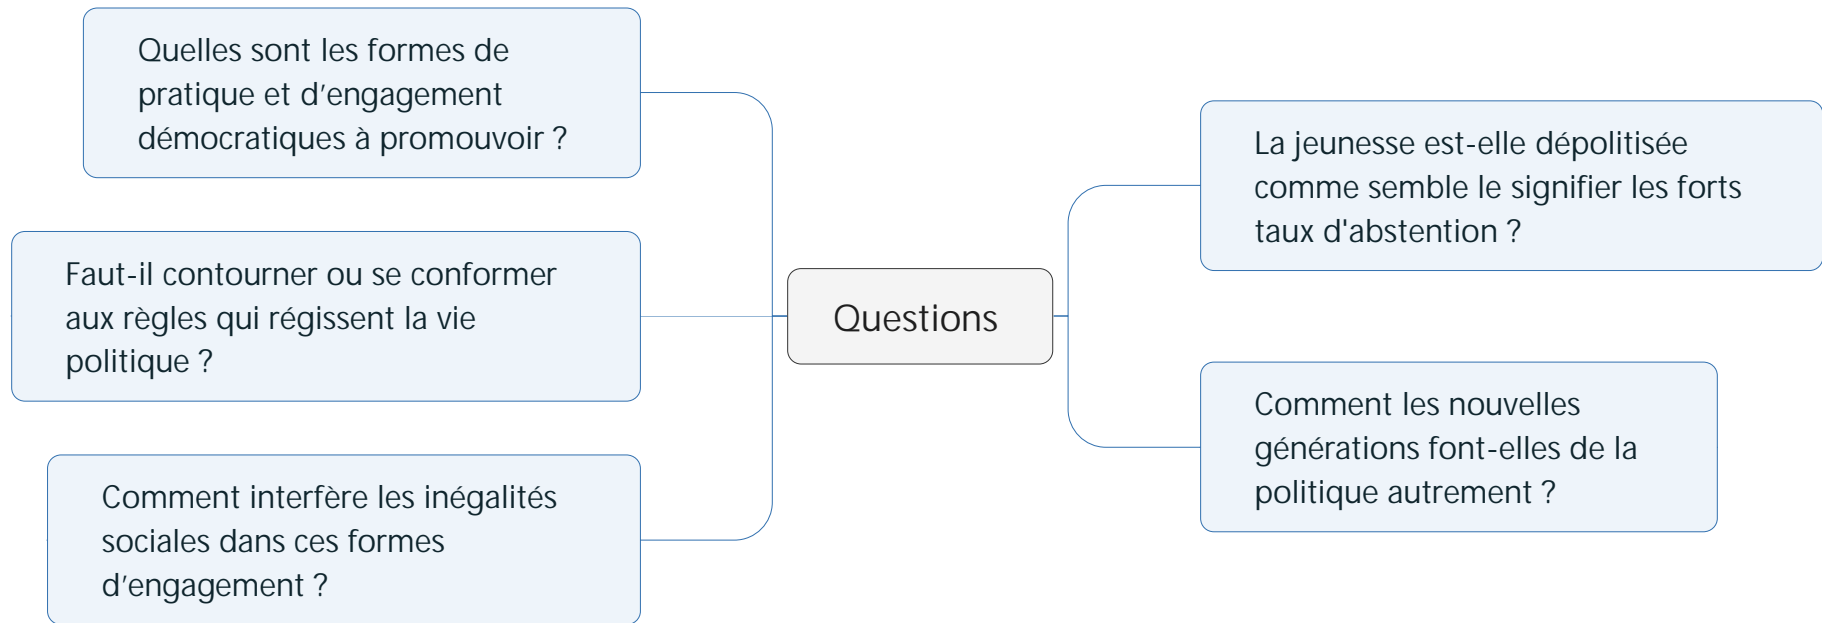 Quelles sont les formes de
pratique et d’engagement
démocratiques à promouvoir ?
Faut-il contourner ou se conformer
aux règles qui régissent la vie
politique ?
Comment interfère les inégalités
sociales dans ces formes
d’engagement ?
Questions
La jeunesse est-elle dépolitisée
comme semble le signifier les forts
taux d'abstention ?
Comment les nouvelles
générations font-elles de la
politique autrement ?